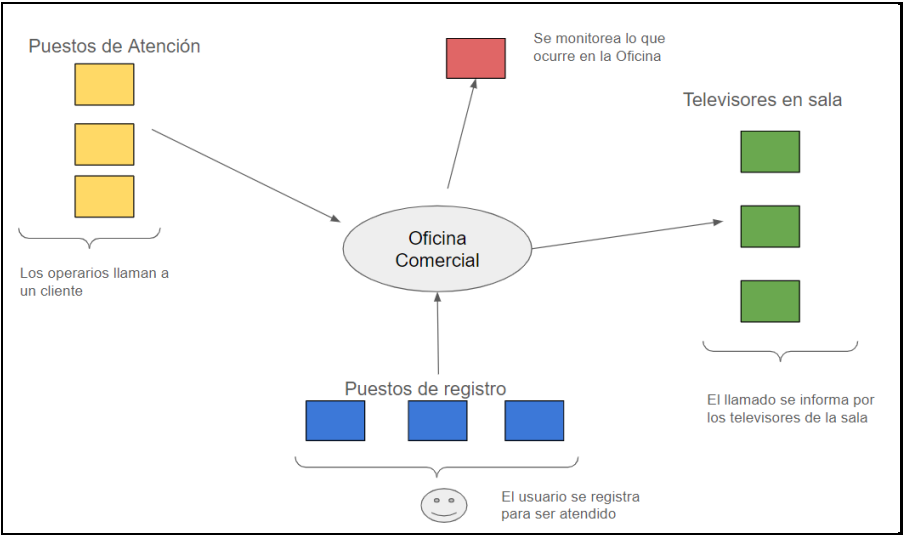 Puestos de Atención
Se monitorea lo que
ocurre en la Oficina
Televisores en sala
Oficina
Comercial
Los operarios llaman a
un cliente
Puestos de registro
El llamado se informa por
los televisores de la sala
El usuario se registra
para ser atendido